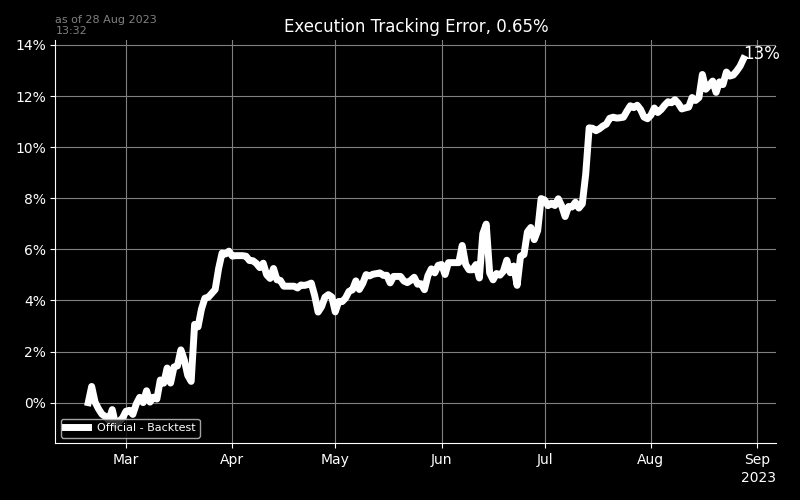 as of 28 Aug 2023
13:32
Execution Tracking Error, 0.65%
14%
13%
12%
10%
8%
6%
4%
2%
0%
Official - Backtest
Mar Apr May Jun Jul Aug Sep
2023